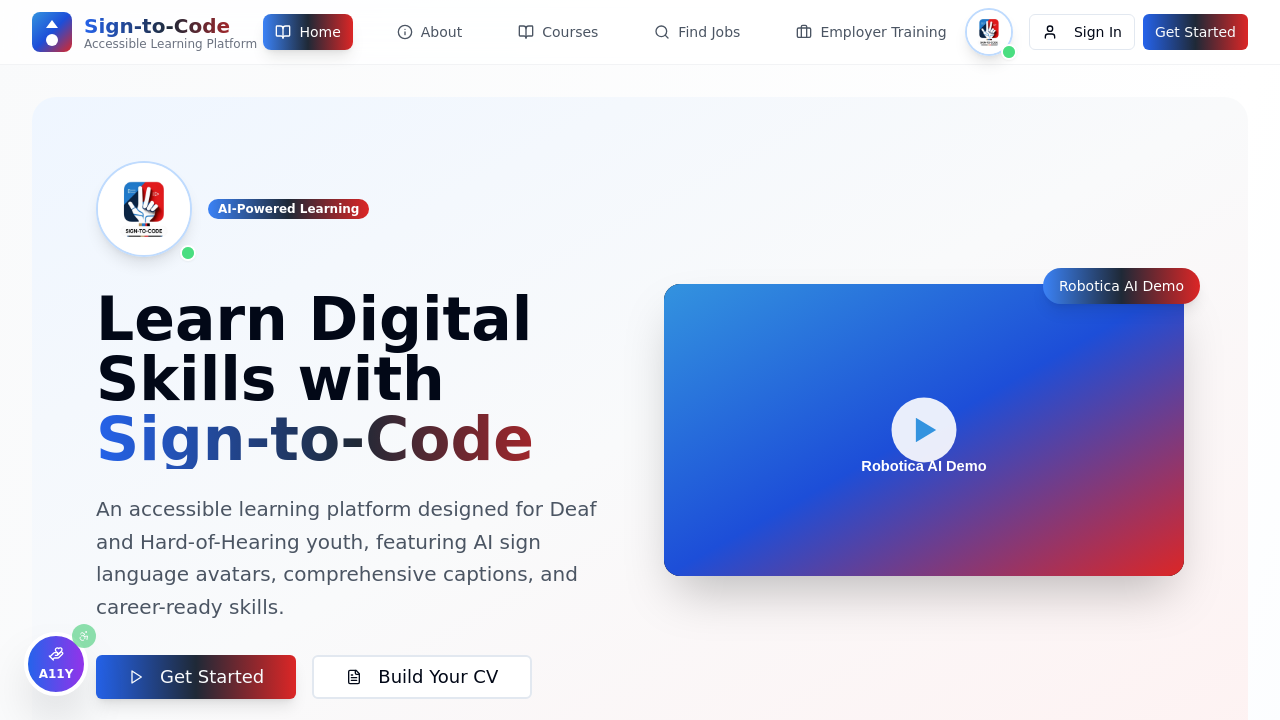 Sign-to-Code
Accessible Learning Platform
Home
About
Courses
Find Jobs
Employer Training
Sign In
Get Started
SIGN-TO-CODE
AI-Powered Learning
Learn Digital
Skills with
Sign-to-Code
An accessible learning platform designed for Deaf
and Hard-of-Hearing youth, featuring AI sign
language avatars, comprehensive captions, and
career-ready skills.
Robotica AI Demo
Robotica AI Demo
A11Y
Get Started
Build Your CV